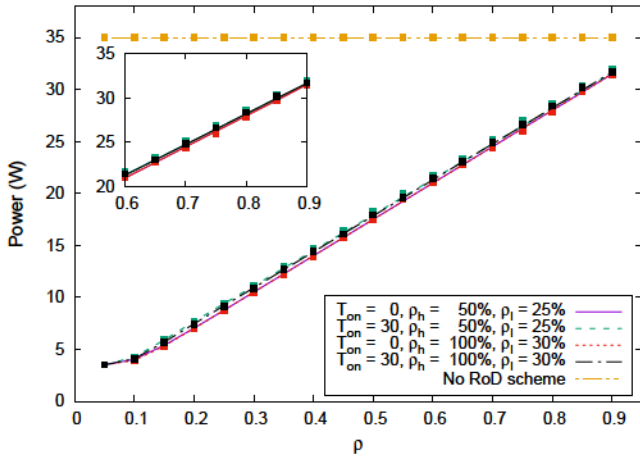 40
35
30
25
20
15
10
5
0
Power (W)
35
30
25
20
0.6 0.7 0.8 0.9
T_on = 0, ρ_h = 50%, ρ_l = 25%
T_on = 30, ρ_h = 50%, ρ_l = 25%
T_on = 0, ρ_h = 100%, ρ_l = 30%
T_on = 30, ρ_h = 100%, ρ_l = 30%
No RoD scheme
0 0.1 0.2 0.3 0.4 0.5 0.6 0.7 0.8 0.9
ρ